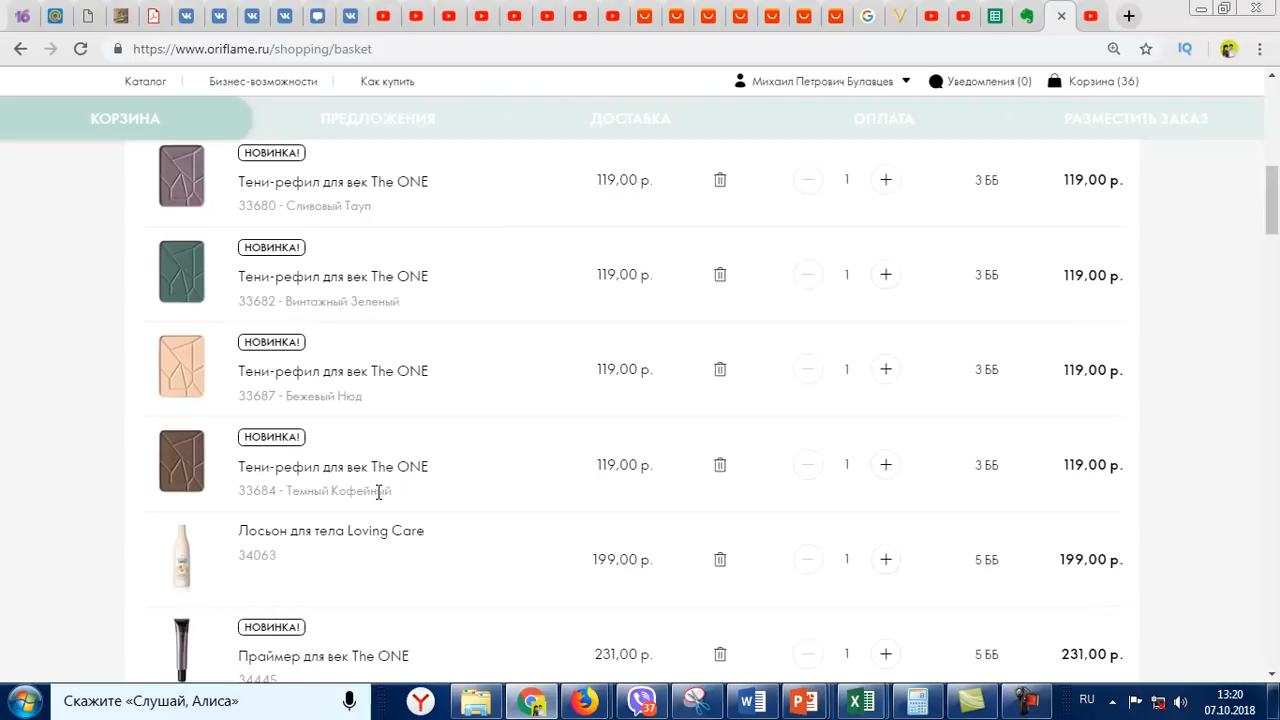 https://www.oriflame.ru/shopping/basket
Каталог Бизнес-возможности Как купить Михаил Петрович Булавцев Уведомления (0) Корзина (36)
КОРЗИНА ПРЕДЛОЖЕНИЯ ДОСТАВКА ОПЛАТА РАЗМЕСТИТЬ ЗАКАЗ
НОВИНКА!
Тени-рефил для век The ONE 119,00 р. 1 3 ББ 119,00 р.
33680 - Сливовый Тауп
НОВИНКА!
Тени-рефил для век The ONE 119,00 р. 1 3 ББ 119,00 р.
33682 - Винтажный Зеленый
НОВИНКА!
Тени-рефил для век The ONE 119,00 р. 1 3 ББ 119,00 р.
33687 - Бежевый Нюд
НОВИНКА!
Тени-рефил для век The ONE 119,00 р. 1 3 ББ 119,00 р.
33684 - Темный Кофейный
Лосьон для тела Loving Care
34063 199,00 р. 1 5 ББ 199,00 р.
НОВИНКА!
Праймер для век The ONE 231,00 р. 1 5 ББ 231,00 р.
34445
Скажите «Слушай, Алиса» 37 RU 13:20
07.10.2018